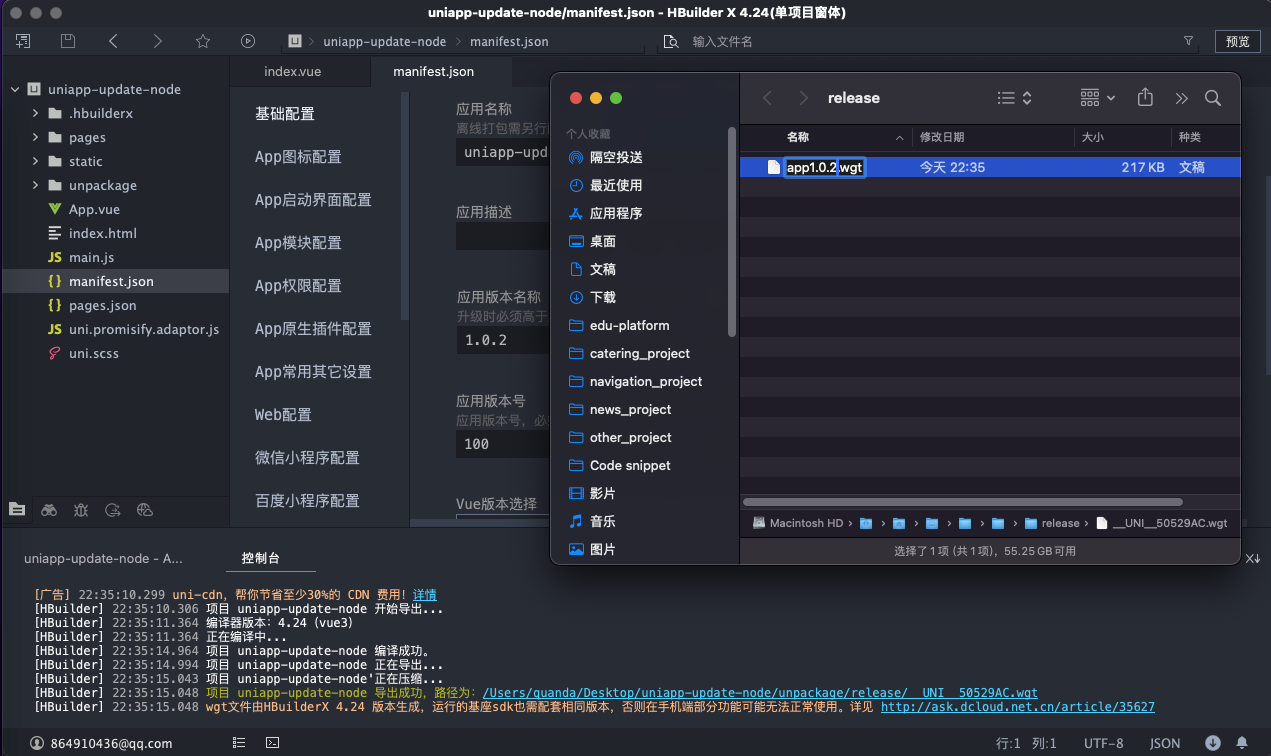 uniapp-update-node/manifest.json - HBuilder X 4.24(单项目窗体)
uniapp-update-node
manifest.json
输入文件名
预览
uniapp-update-node
.hbuilderx
pages
static
unpackage
App.vue
index.html
JS main.js
{ } manifest.json
{ } pages.json
JS uni.promisify.adaptor.js
uni.scss
index.vue
manifest.json
基础配置
App图标配置
App启动界面配置
App模块配置
App权限配置
App原生插件配置
App常用其它设置
Web配置
微信小程序配置
百度小程序配置
应用名称
离线打包需另行
uniapp-upd
应用描述
应用版本名称
升级时必须高于
1.0.2
应用版本号
应用版本号，必
100
Vue版本选择
release
个人收藏
隔空投送
最近使用
应用程序
桌面
文稿
下载
edu-platform
catering_project
navigation_project
news_project
other_project
Code snippet
影片
音乐
图片
名称
修改日期
大小
种类
app1.0.2.wgt
今天 22:35
217 KB
文稿
Macintosh HD › › › › › › release › __UNI__50529AC.wgt
选择了 1 项 (共 1 项)，55.25 GB 可用
uniapp-update-node - A...
控制台
[广告] 22:35:10.299 uni-cdn，帮你节省至少30%的 CDN 费用！详情
[HBuilder] 22:35:10.306 项目 uniapp-update-node 开始导出...
[HBuilder] 22:35:11.364 编译器版本：4.24（vue3）
[HBuilder] 22:35:11.364 正在编译中...
[HBuilder] 22:35:14.964 项目 uniapp-update-node 编译成功。
[HBuilder] 22:35:14.994 项目 uniapp-update-node 正在导出...
[HBuilder] 22:35:15.043 项目 uniapp-update-node'正在压缩...
[HBuilder] 22:35:15.048 项目 uniapp-update-node 导出成功，路径为：/Users/quanda/Desktop/uniapp-update-node/unpackage/release/__UNI__50529AC.wgt
[HBuilder] 22:35:15.048 wgt文件由HBuilderX 4.24 版本生成，运行的基座sdk也需配套相同版本，否则在手机端部分功能可能无法正常使用。详见 http://ask.dcloud.net.cn/article/35627
864910436@qq.com
行:1 列:1
UTF-8
JSON